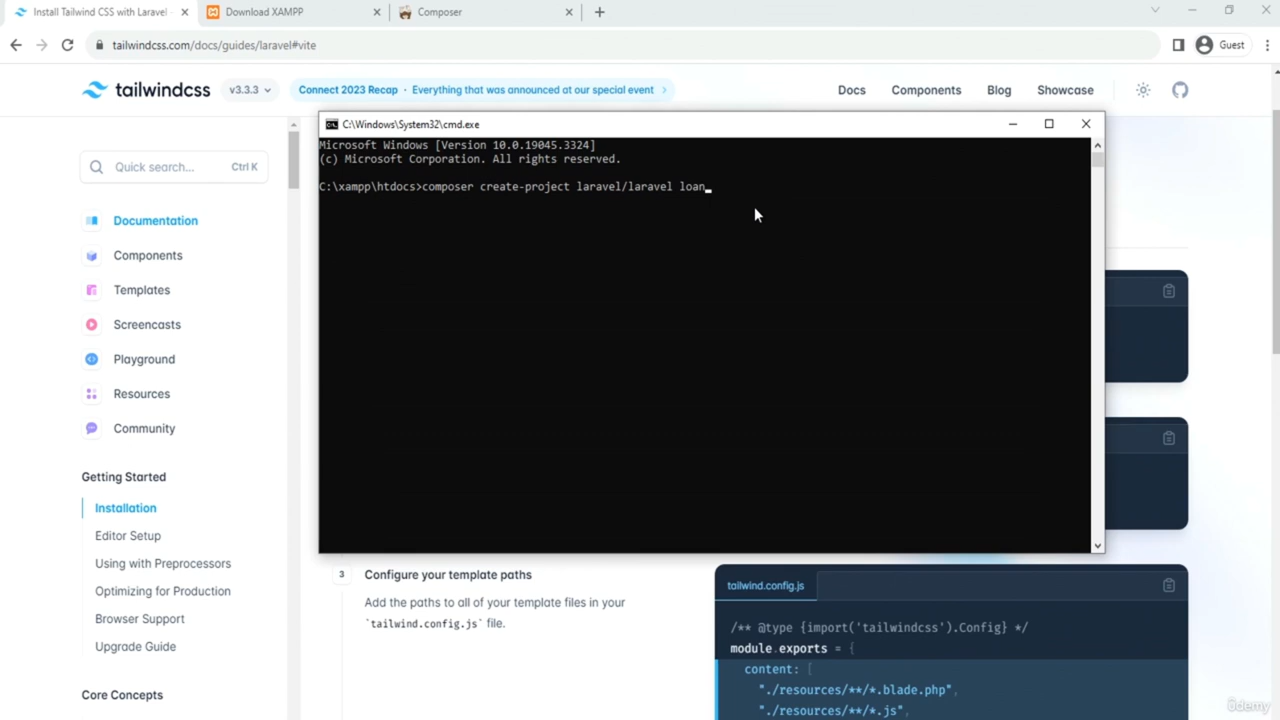 Install Tailwind CSS with Laravel
Download XAMPP
Composer
tailwindcss.com/docs/guides/laravel#vite
Guest
tailwindcss
v3.3.3
Connect 2023 Recap · Everything that was announced at our special event
Docs
Components
Blog
Showcase
Search...
Ctrl K
Documentation
Components
Templates
Screencasts
Playground
Resources
Community
Getting Started
Installation
Editor Setup
Using with Preprocessors
Optimizing for Production
Browser Support
Upgrade Guide
Core Concepts
C:\Windows\System32\cmd.exe
Microsoft Windows [Version 10.0.19045.3324]
(c) Microsoft Corporation. All rights reserved.
C:\xampp\htdocs>composer create-project laravel/laravel loan_
3
Configure your template paths
Add the paths to all of your template files in your
`tailwind.config.js` file.
tailwind.config.js
/** @type {import('tailwindcss').Config} */
module.exports = {
content: [
"./resources/**/*.blade.php",
"./resources/**/*.js",
ûdemy